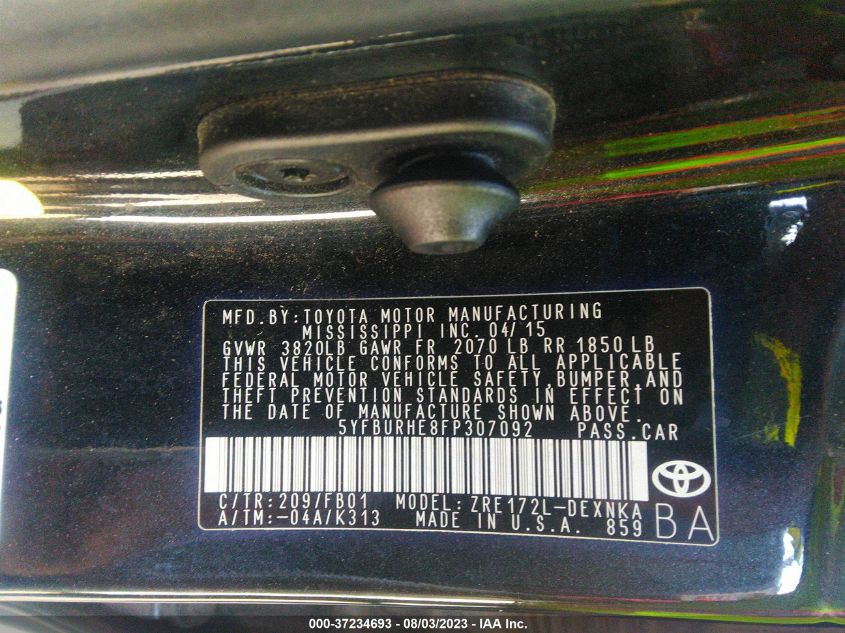 MFD.BY:TOYOTA MOTOR MANUFACTURING
MISSISSIPPI INC. 04/15
GVWR 3820LB GAWR FR 2070 LB RR 1850 LB
THIS VEHICLE CONFORMS TO ALL APPLICABLE
FEDERAL MOTOR VEHICLE SAFETY,BUMPER,AND
THEFT PREVENTION STANDARDS IN EFFECT ON
THE DATE OF MANUFACTURE SHOWN ABOVE.
5YFBURHE8FP307092 PASS.CAR
C/TR:209/FB01 MODEL: ZRE172L-DEXNKA
A/TM:-04A/K313 MADE IN U.S.A. 859
BA
000-37234693 - 08/03/2023 - IAA Inc.